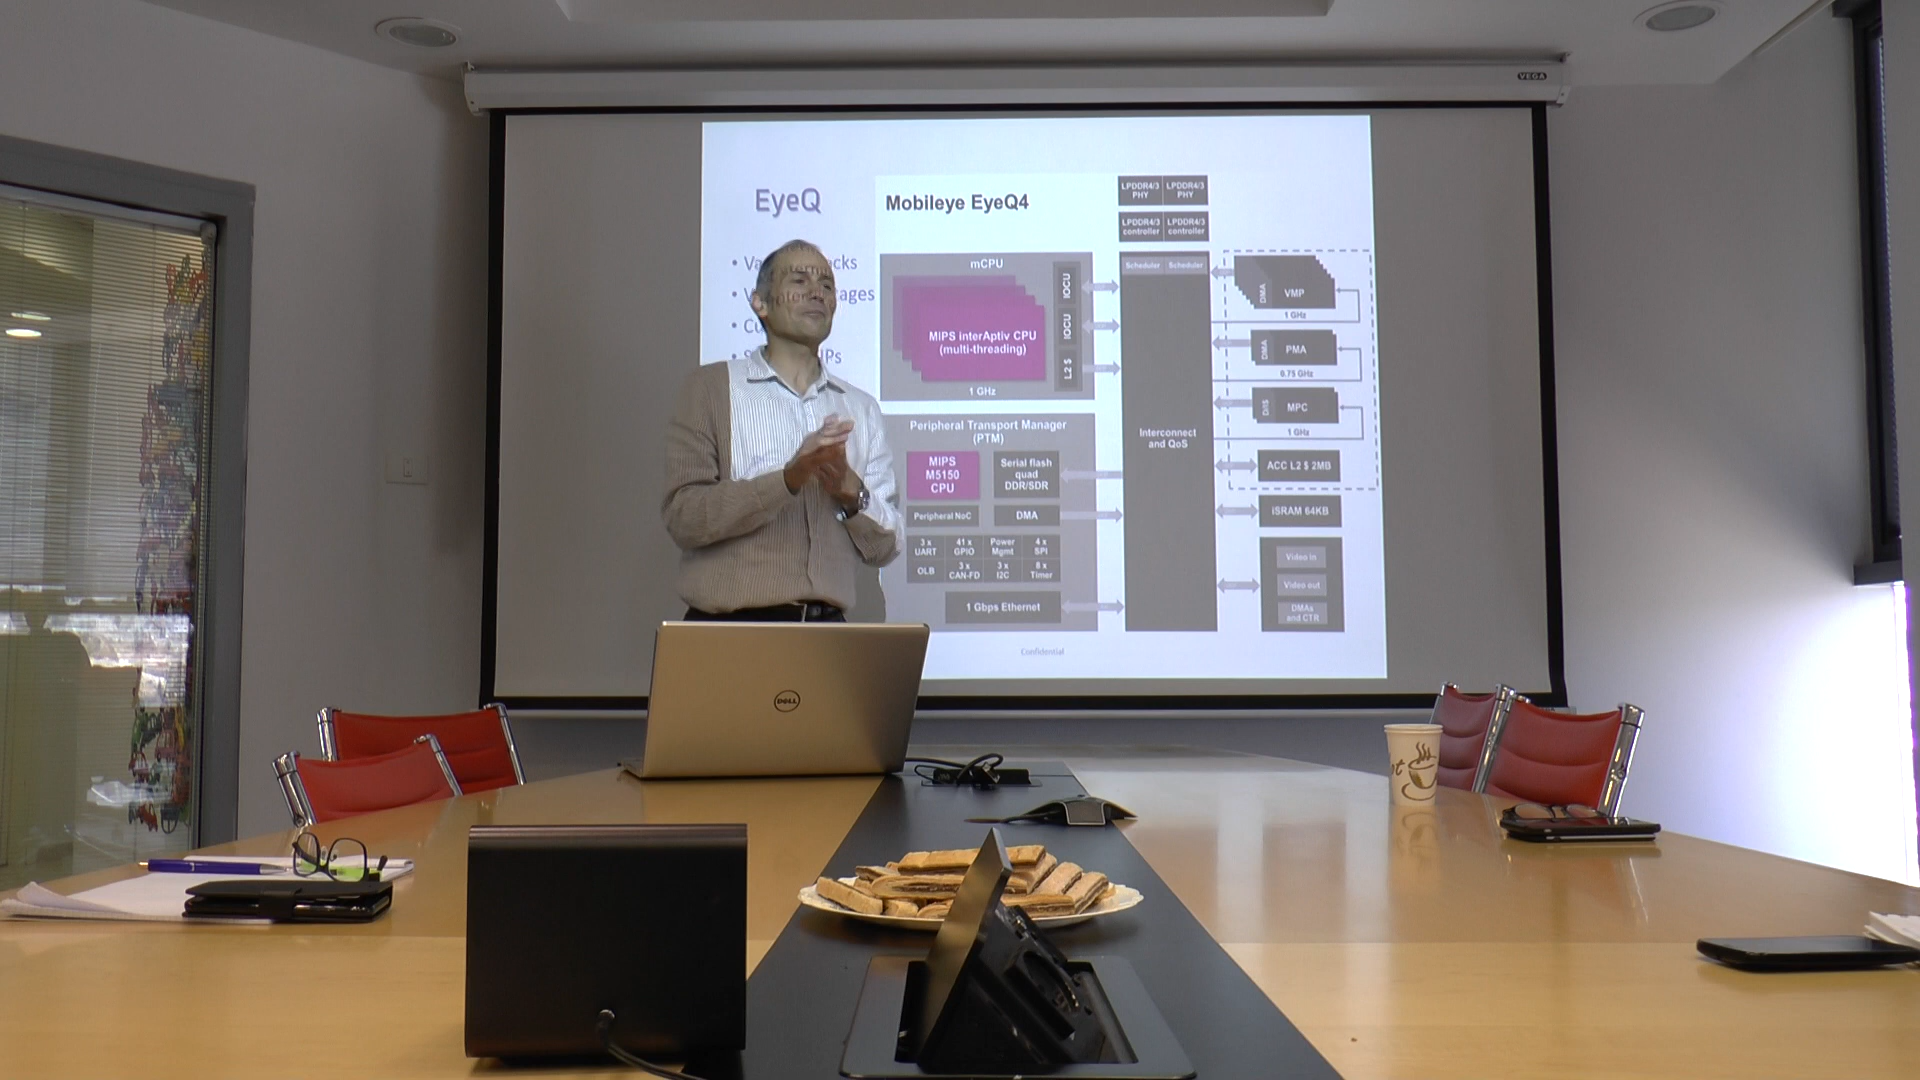 VEGA
EyeQ
Mobileye EyeQ4
LPDDR4/3 PHY
LPDDR4/3 PHY
LPDDR4/3 controller
LPDDR4/3 controller
mCPU
MIPS interAptiv CPU
(multi-threading)
IOCU
IOCU
L2 $
1 GHz
Scheduler
Scheduler
Interconnect
and QoS
DMA
VMP
1 GHz
DMA
PMA
0.75 GHz
MPC
1 GHz
ACC L2 $ 2MB
iSRAM 64KB
Video in
Video out
DMAs
and CTR
Peripheral Transport Manager
(PTM)
MIPS
M5150
CPU
Serial flash
quad
DDR/SDR
Peripheral NoC
DMA
3 x UART
41 x GPIO
Power Mgmt
4 x SPI
OLB
3 x CAN-FD
3 x I2C
8 x Timer
1 Gbps Ethernet
Confidential
DELL